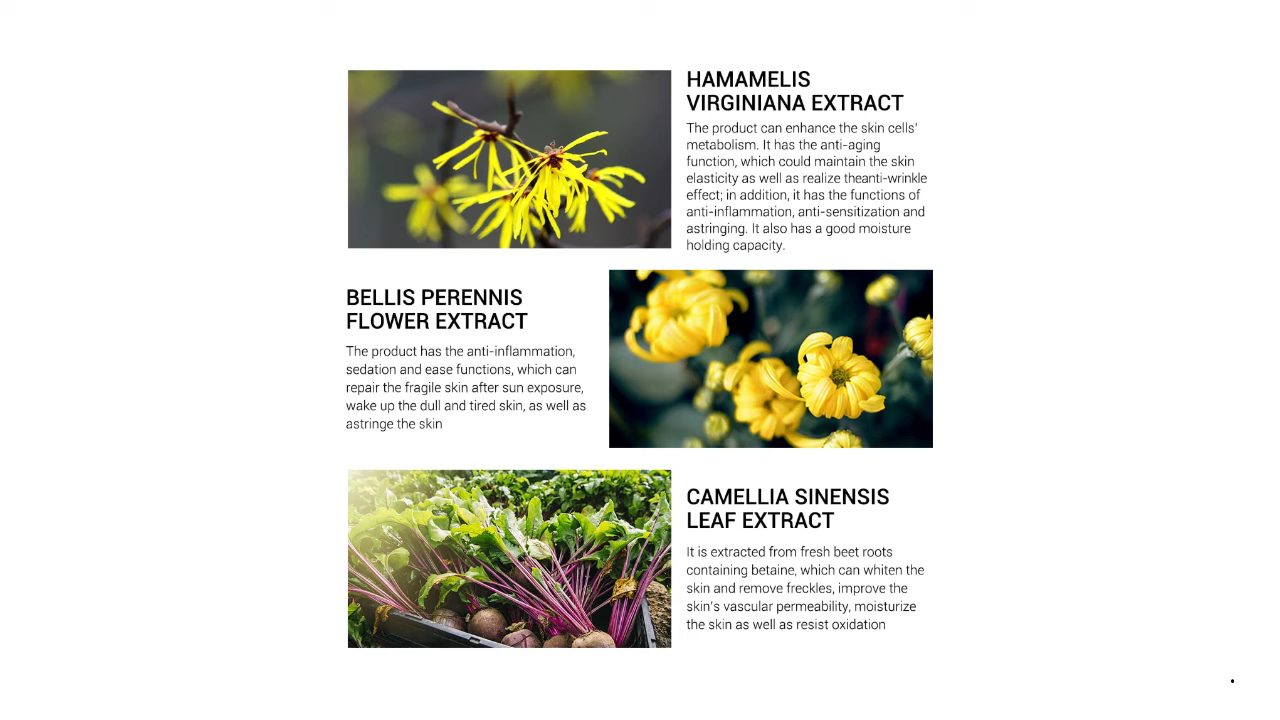 HAMAMELIS
VIRGINIANA EXTRACT
The product can enhance the skin cells'
metabolism. It has the anti-aging
function, which could maintain the skin
elasticity as well as realize theanti-wrinkle
effect; in addition, it has the functions of
anti-inflammation, anti-sensitization and
astringing. It also has a good moisture
holding capacity.
BELLIS PERENNIS
FLOWER EXTRACT
The product has the anti-inflammation,
sedation and ease functions, which can
repair the fragile skin after sun exposure,
wake up the dull and tired skin, as well as
astringe the skin
CAMELLIA SINENSIS
LEAF EXTRACT
It is extracted from fresh beet roots
containing betaine, which can whiten the
skin and remove freckles, improve the
skin's vascular permeability, moisturize
the skin as well as resist oxidation
.